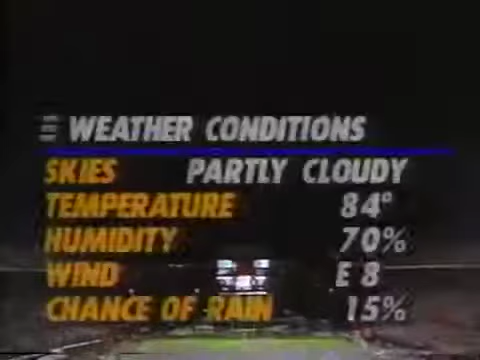 WEATHER CONDITIONS
SKIES PARTLY CLOUDY
TEMPERATURE 84°
HUMIDITY 70%
WIND E 8
CHANCE OF RAIN 15%